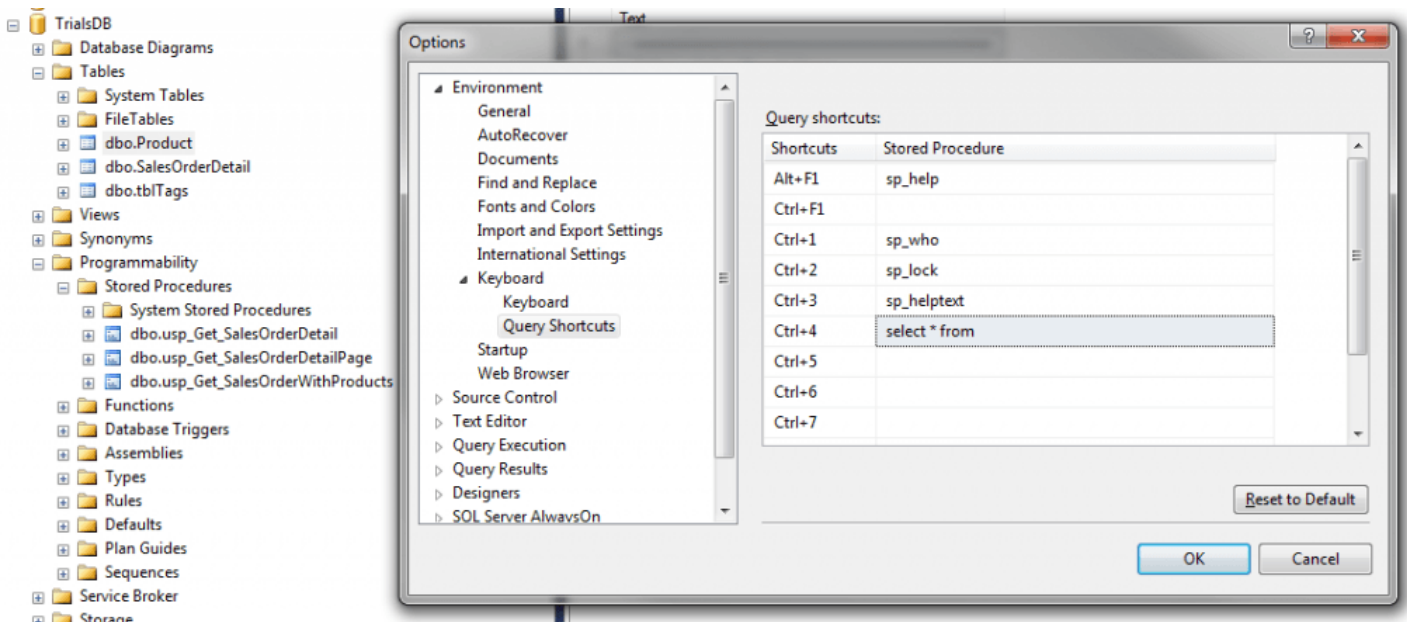 TrialsDB
Database Diagrams
Tables
System Tables
FileTables
dbo.Product
dbo.SalesOrderDetail
dbo.tblTags
Views
Synonyms
Programmability
Stored Procedures
System Stored Procedures
dbo.usp_Get_SalesOrderDetail
dbo.usp_Get_SalesOrderDetailPage
dbo.usp_Get_SalesOrderWithProducts
Functions
Database Triggers
Assemblies
Types
Rules
Defaults
Plan Guides
Sequences
Service Broker
Storage
Text
Options
Environment
General
AutoRecover
Documents
Find and Replace
Fonts and Colors
Import and Export Settings
International Settings
Keyboard
Keyboard
Query Shortcuts
Startup
Web Browser
Source Control
Text Editor
Query Execution
Query Results
Designers
SQL Server AlwaysOn
Query shortcuts:
Shortcuts Stored Procedure
Alt+F1 sp_help
Ctrl+F1
Ctrl+1 sp_who
Ctrl+2 sp_lock
Ctrl+3 sp_helptext
Ctrl+4 select * from
Ctrl+5
Ctrl+6
Ctrl+7
Reset to Default
OK Cancel